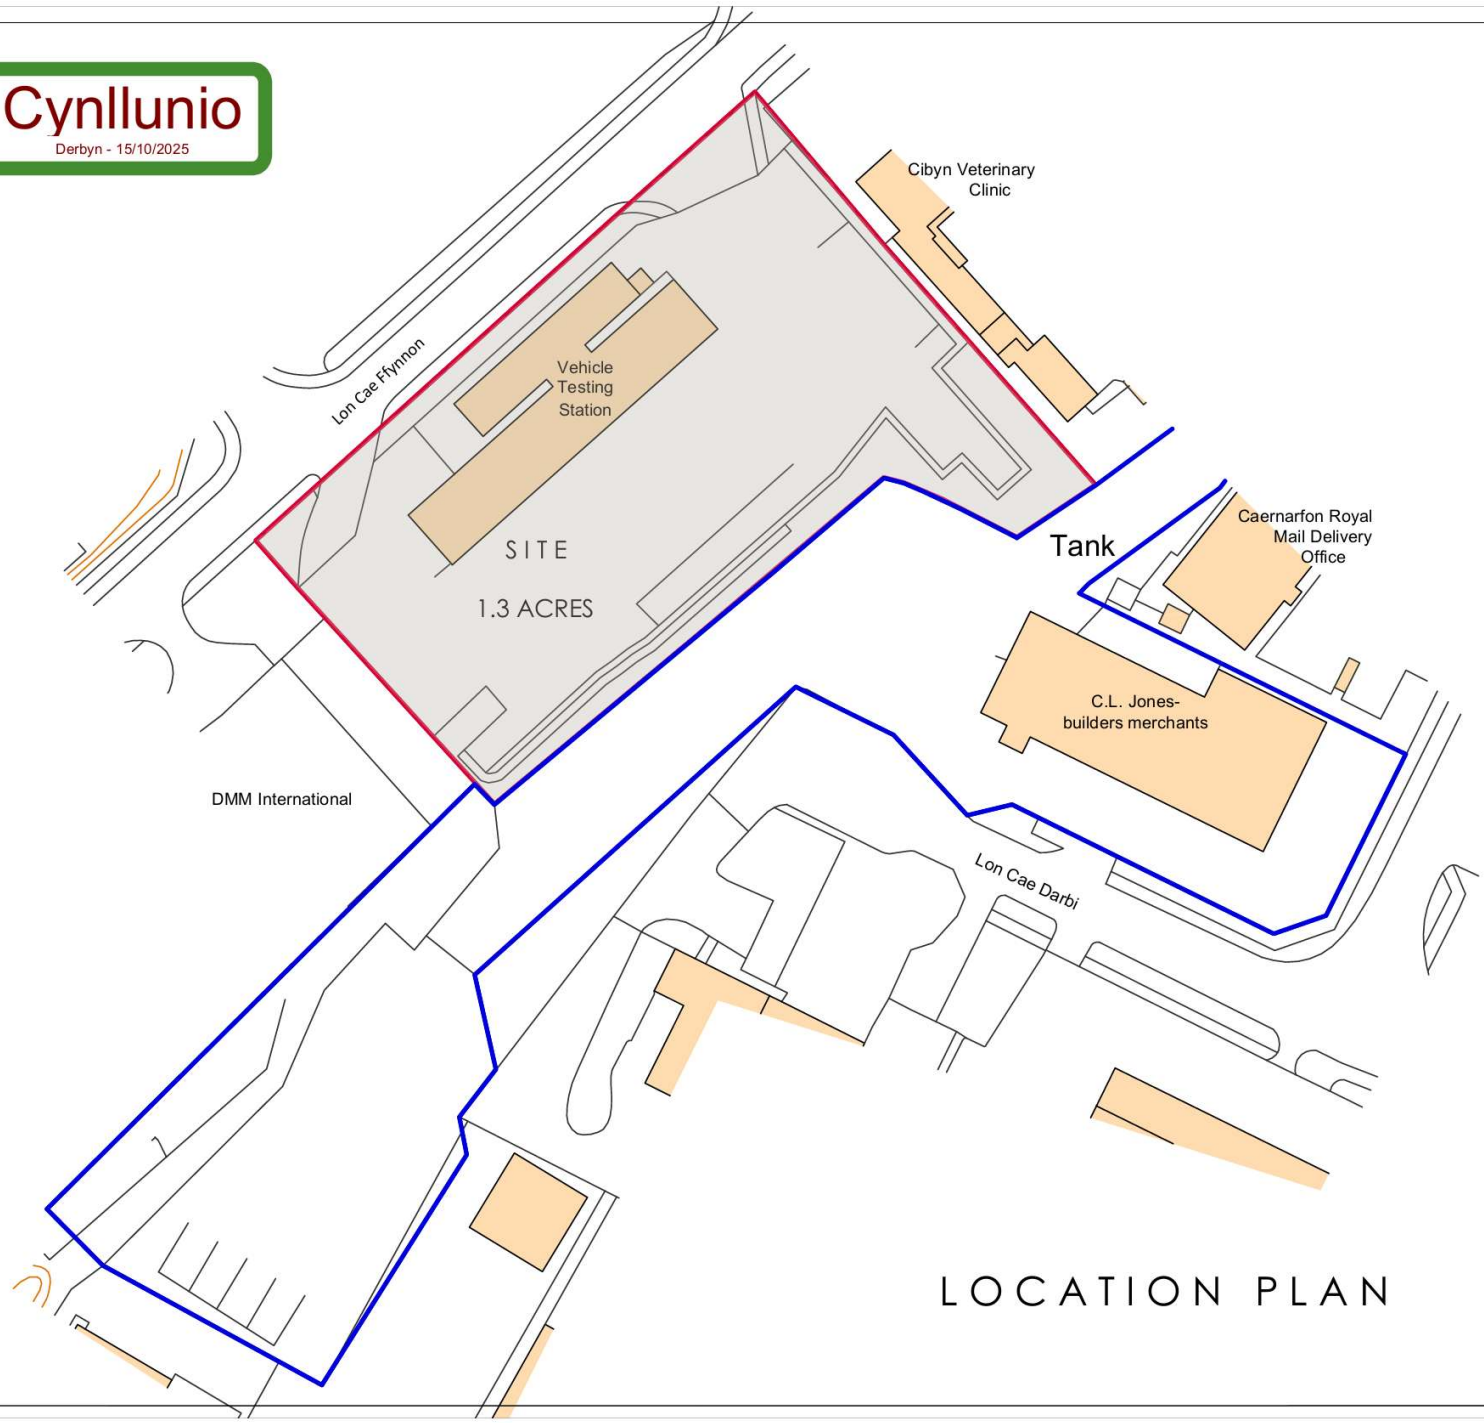 Cynllunio
Derbyn - 15/10/2025
Cibyn Veterinary
Clinic
Lon Cae Ffynnon
Vehicle
Testing
Station
SITE
1.3 ACRES
Tank
Caernarfon Royal
Mail Delivery
Office
C.L. Jones-
builders merchants
DMM International
Lon Cae Darbi
LOCATION PLAN